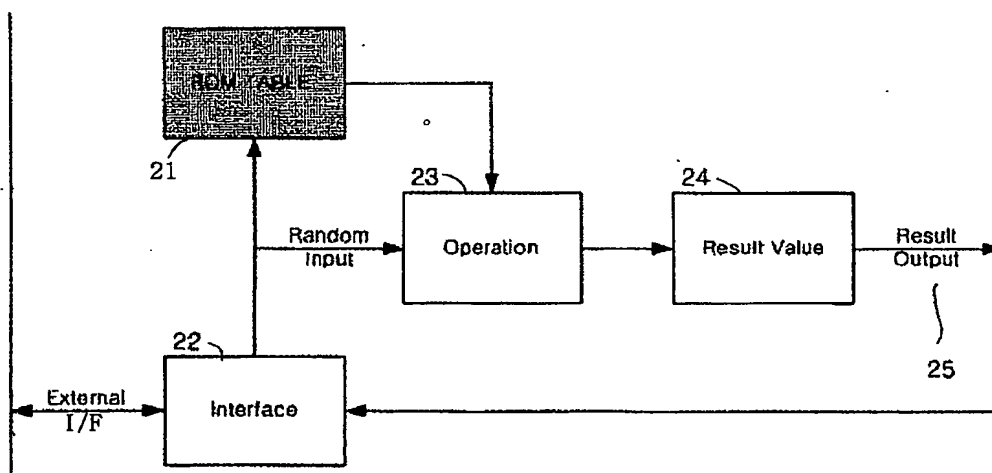 ROM TABLE
21
23
24
Random
Input
Operation
Result Value
Result
Output
22
25
External
I/F
Interface